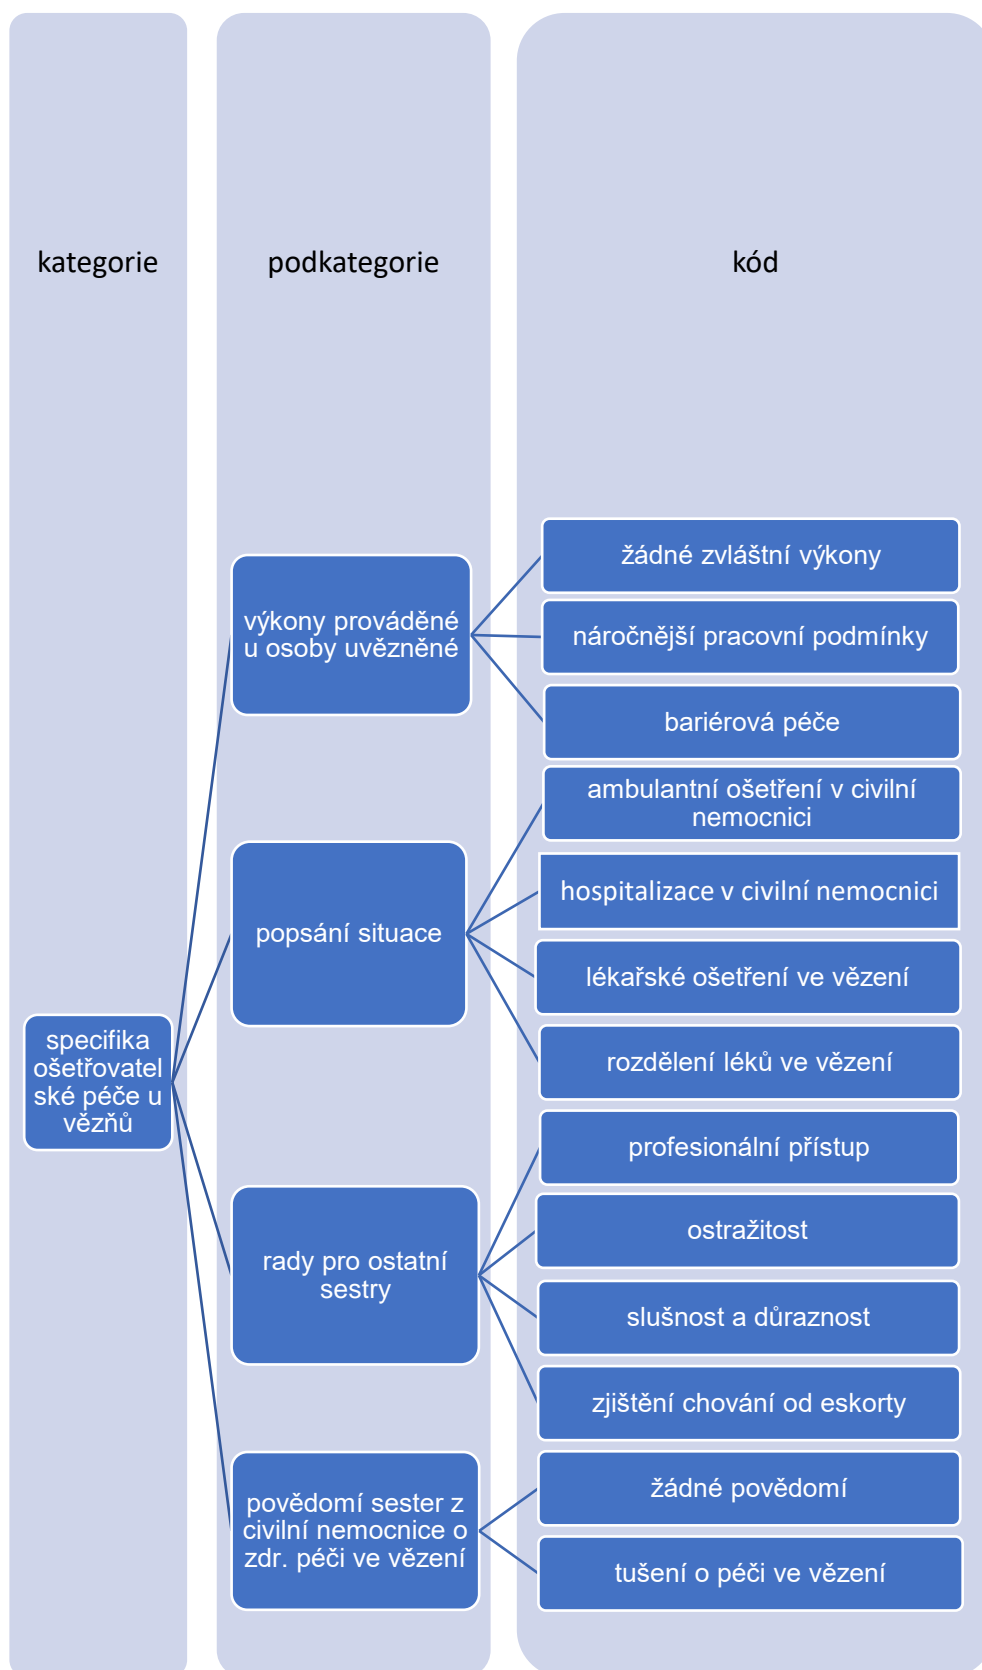 kategorie
podkategorie
kód
specifika
ošetřovatel
ské péče u
vězňů
výkony prováděné
u osoby uvězněné
žádné zvláštní výkony
náročnější pracovní podmínky
bariérová péče
popsání situace
ambulantní ošetření v civilní
nemocnici
hospitalizace v civilní nemocnici
lékařské ošetření ve vězení
rozdělení léků ve vězení
rady pro ostatní
sestry
profesionální přístup
ostražitost
slušnost a důraznost
zjištění chování od eskorty
povědomí sester z
civilní nemocnice o
zdr. péči ve vězení
žádné povědomí
tušení o péči ve vězení